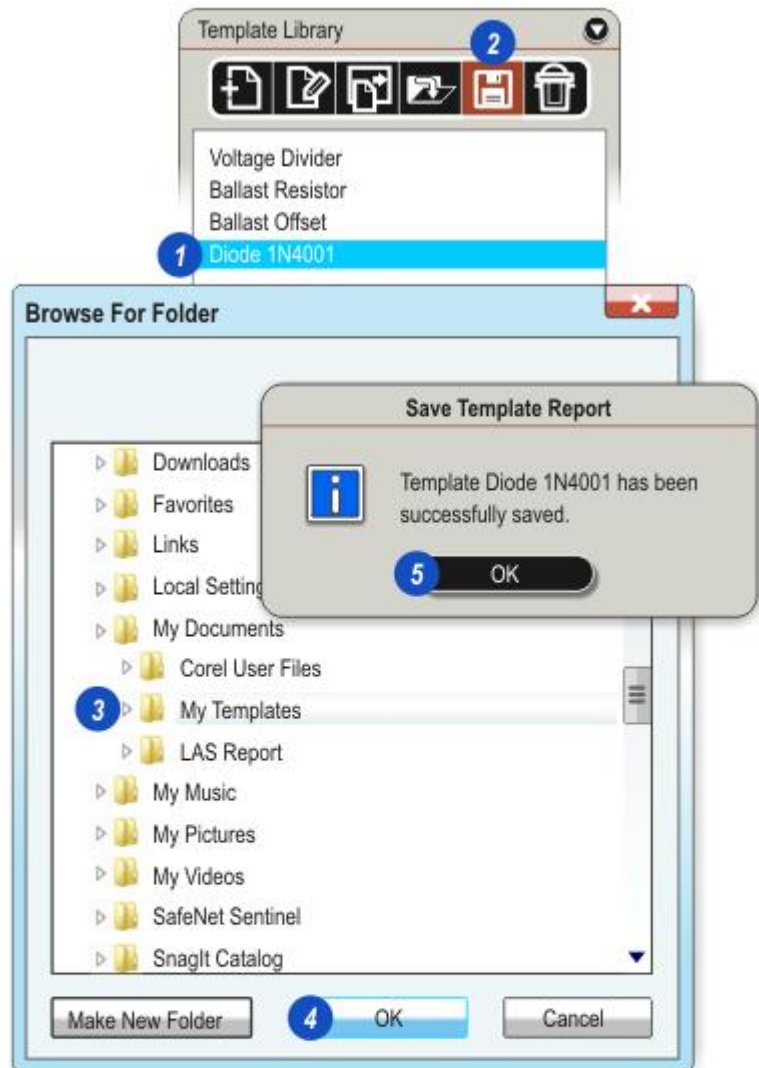 Template Library
2
Voltage Divider
Ballast Resistor
Ballast Offset
1 Diode 1N4001
Browse For Folder
Save Template Report
Template Diode 1N4001 has been
successfully saved.
5 OK
Downloads
Favorites
Links
Local Setting
My Documents
Corel User Files
3 My Templates
LAS Report
My Music
My Pictures
My Videos
SafeNet Sentinel
SnagIt Catalog
Make New Folder 4 OK Cancel